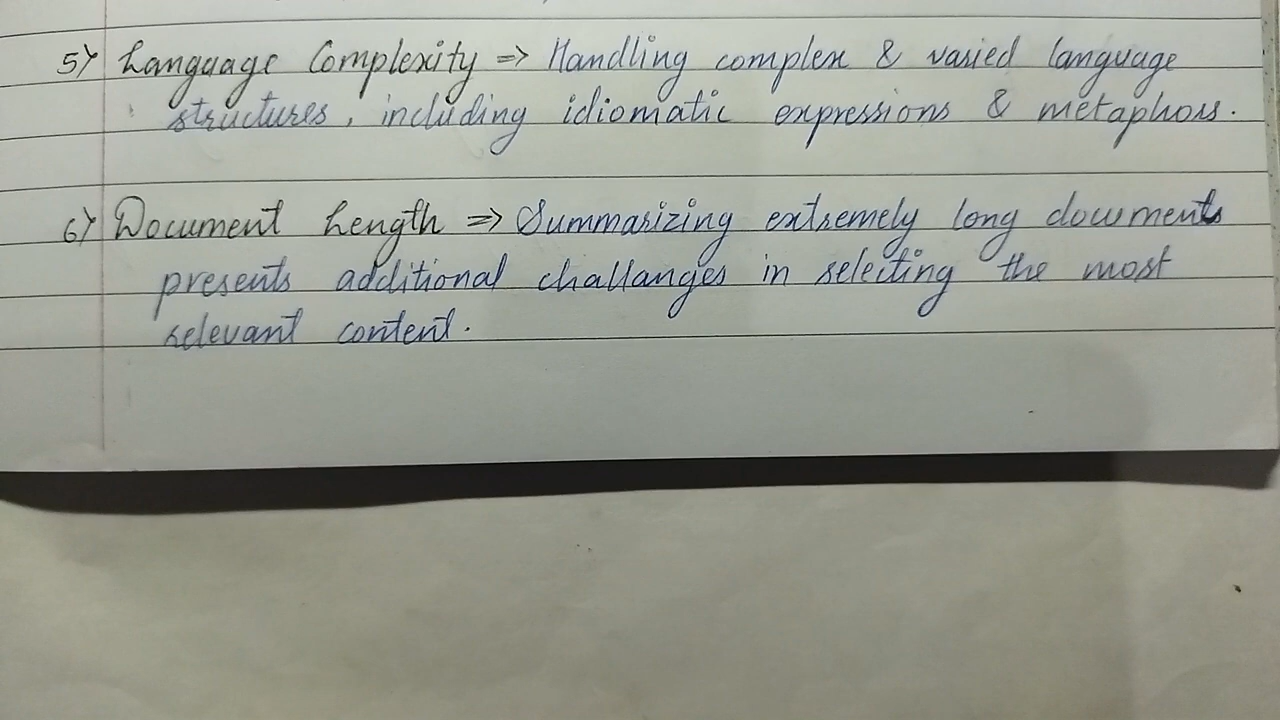 5) Language Complexity => Handling complex & varied language
structures, including idiomatic expressions & metaphors.
6) Document Length => Summarizing extremely long documents
presents additional challanges in selecting the most
relevant content.